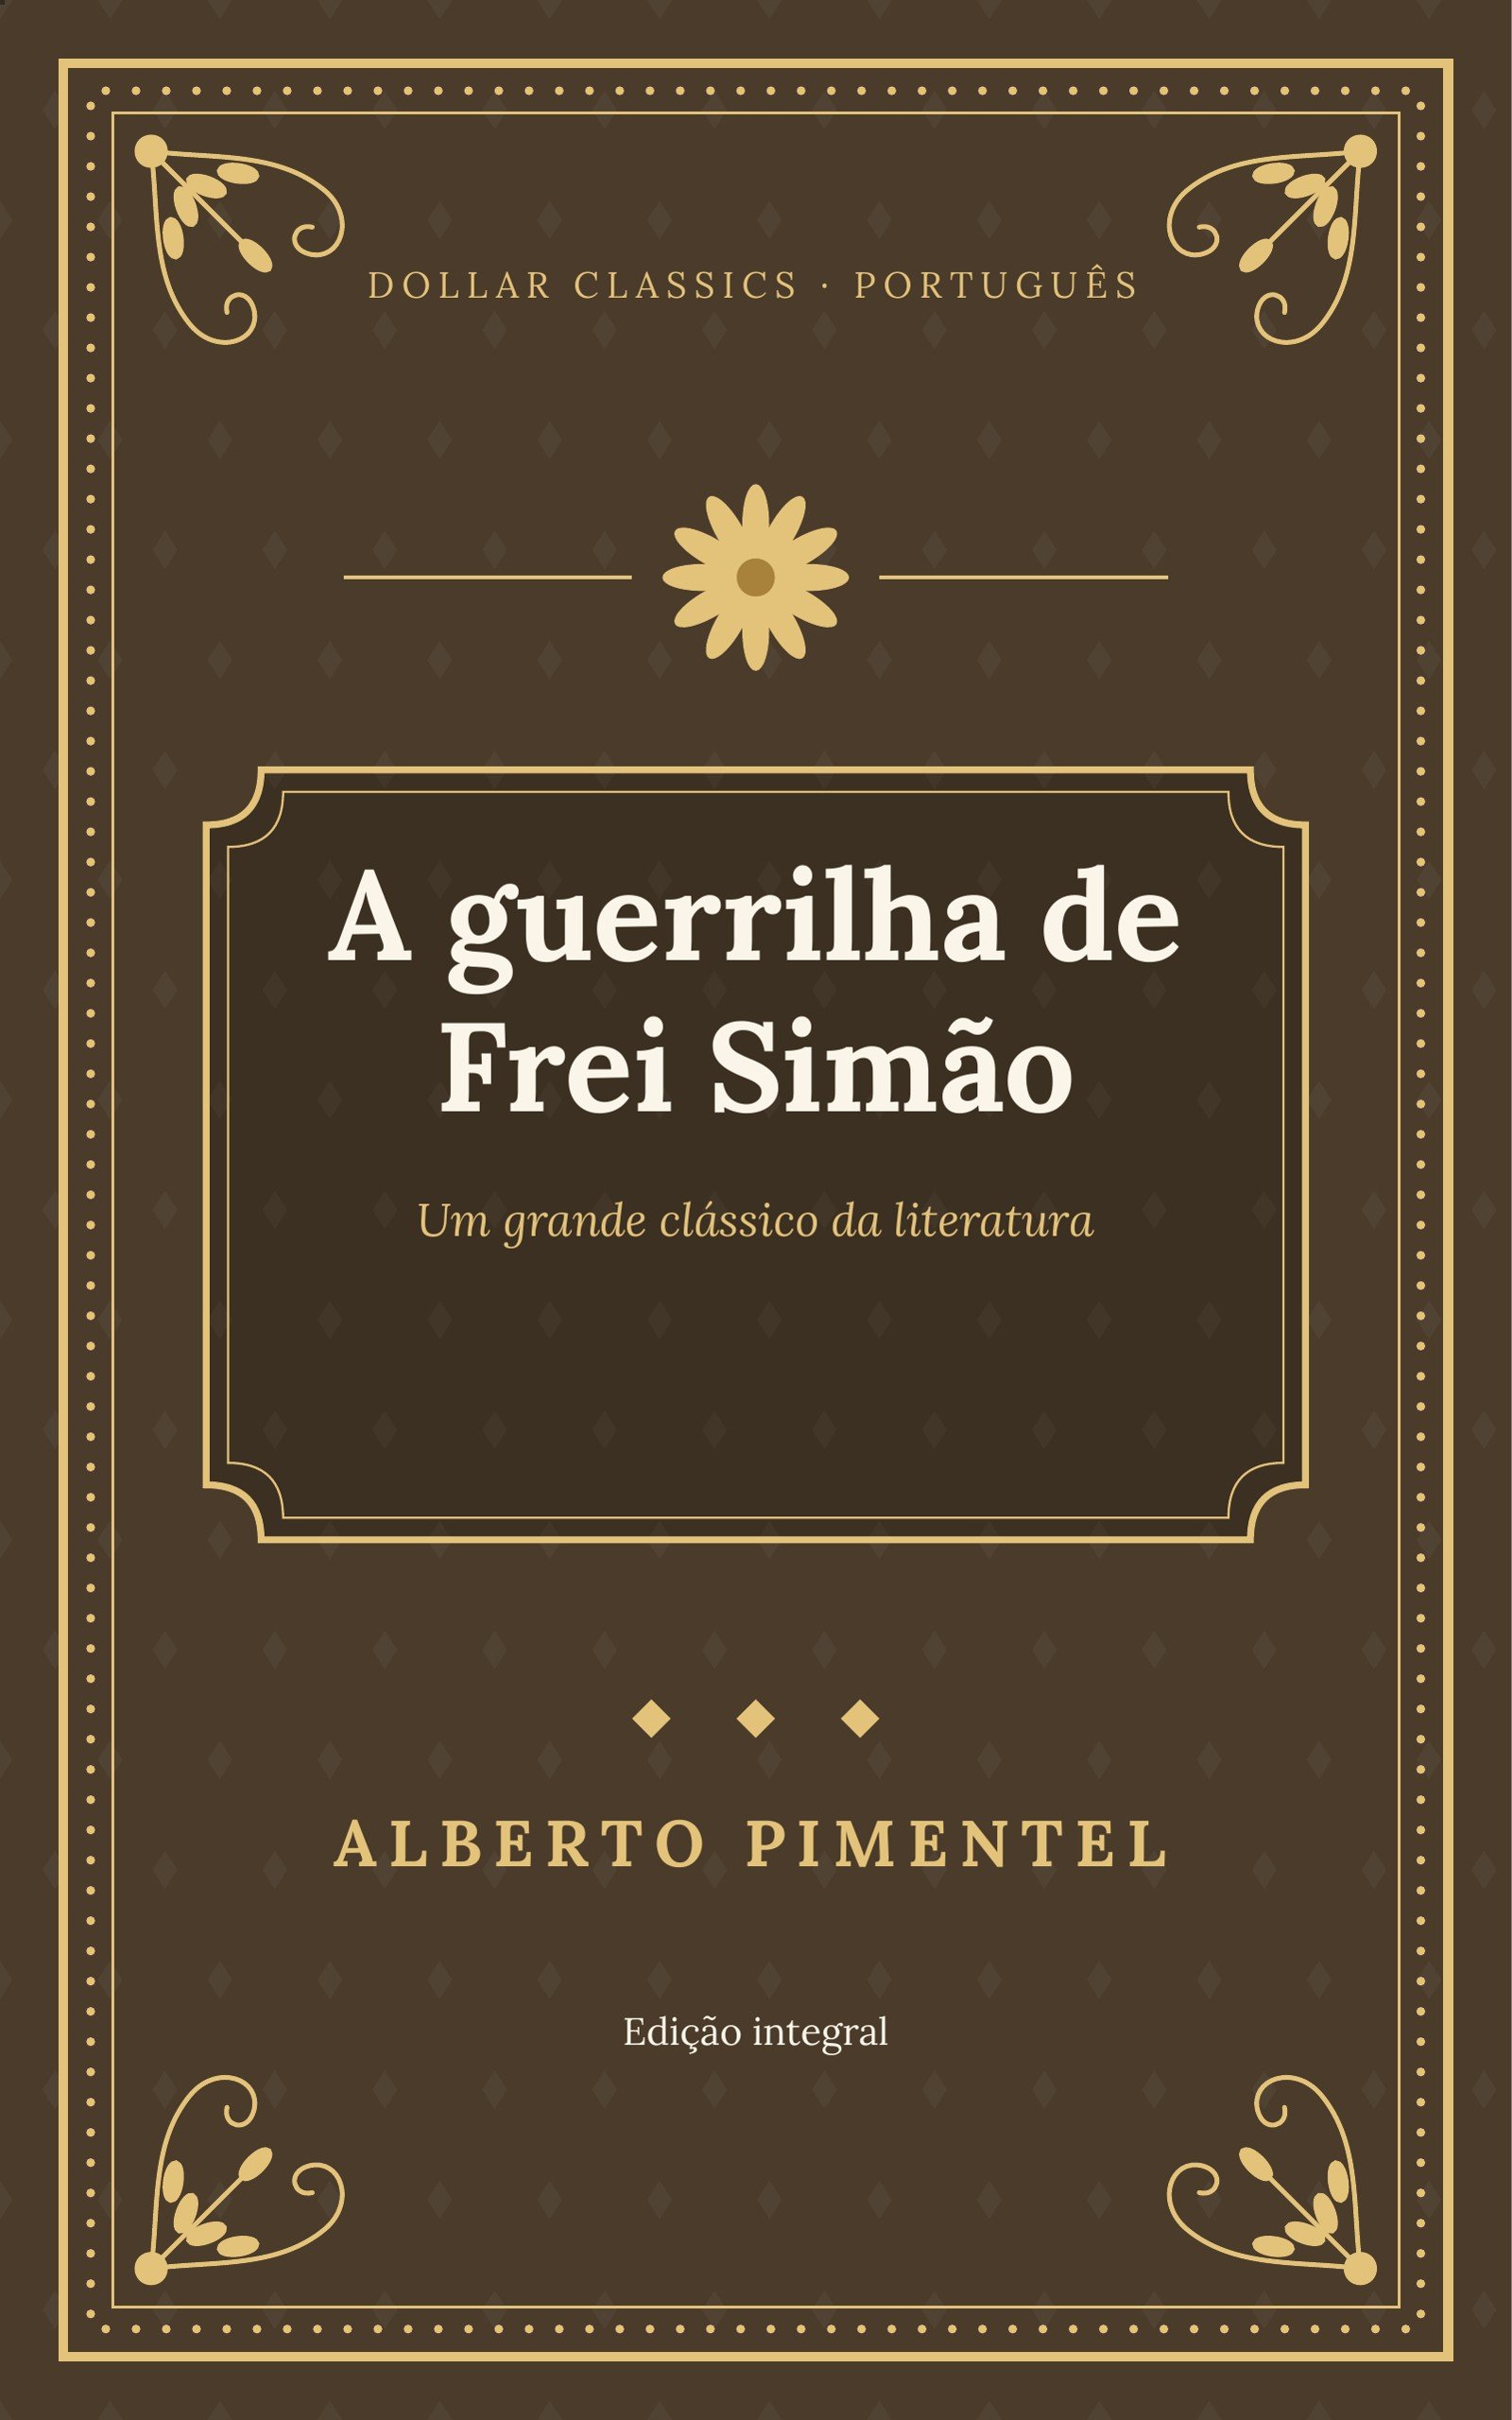 DOLLAR CLASSICS · PORTUGUÊS
A guerrilha de
Frei Simão
Um grande clássico da literatura
ALBERTO PIMENTEL
Edição integral